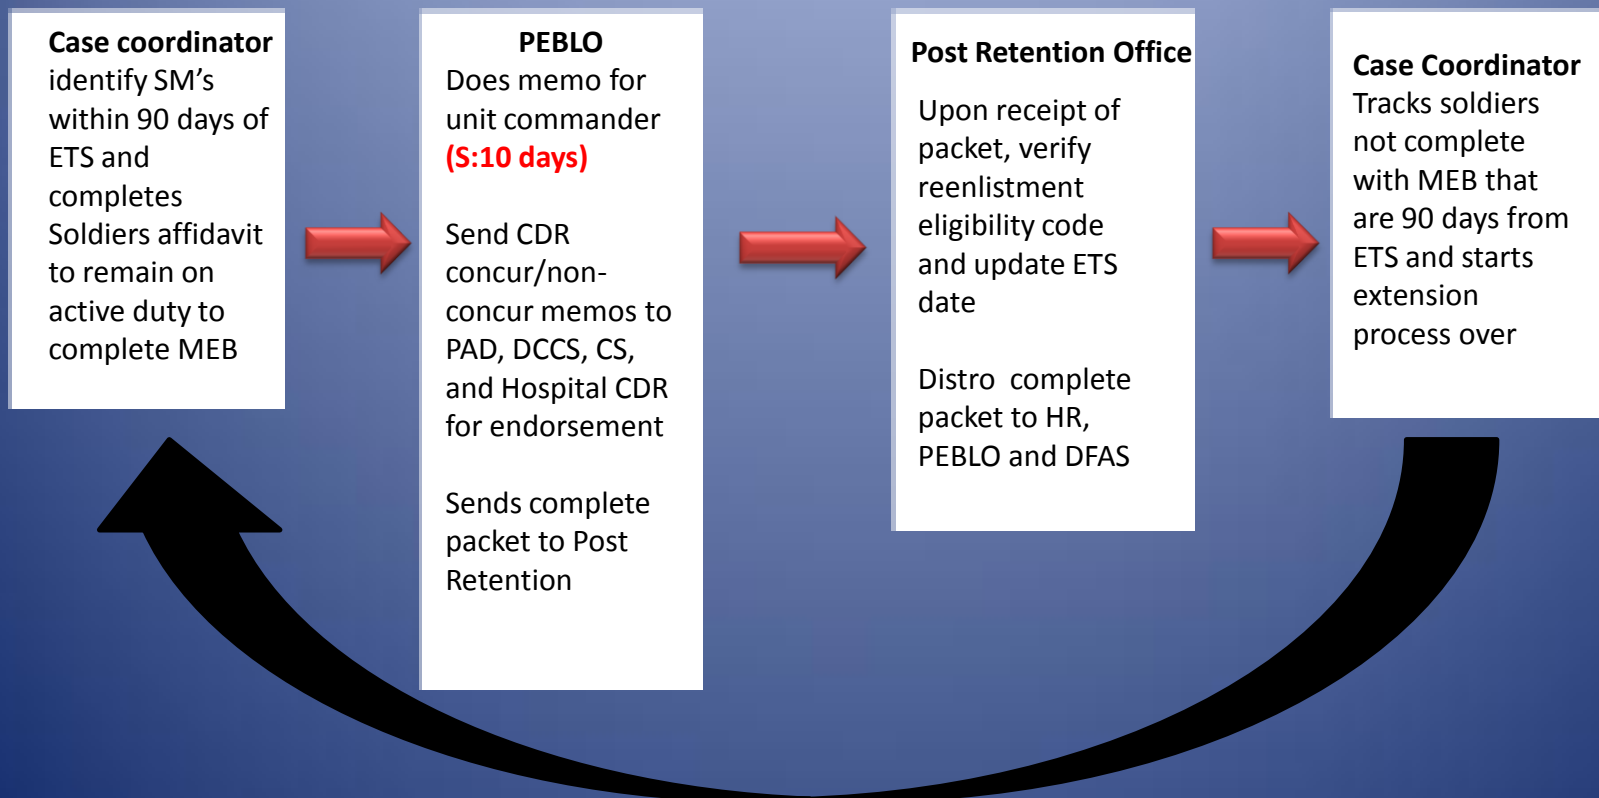 Case coordinator
identify SM's
within 90 days of
ETS and
completes
Soldiers affidavit
to remain on
active duty to
complete MEB
PEBLO
Does memo for
unit commander
(S:10 days)
Send CDR
concur/non-
concur memos to
PAD, DCCS, CS,
and Hospital CDR
for endorsement
Sends complete
packet to Post
Retention
Post Retention Office
Upon receipt of
packet, verify
reenlistment
eligibility code
and update ETS
date
Distro complete
packet to HR,
PEBLO and DFAS
Case Coordinator
Tracks soldiers
not complete
with MEB that
are 90 days from
ETS and starts
extension
process over